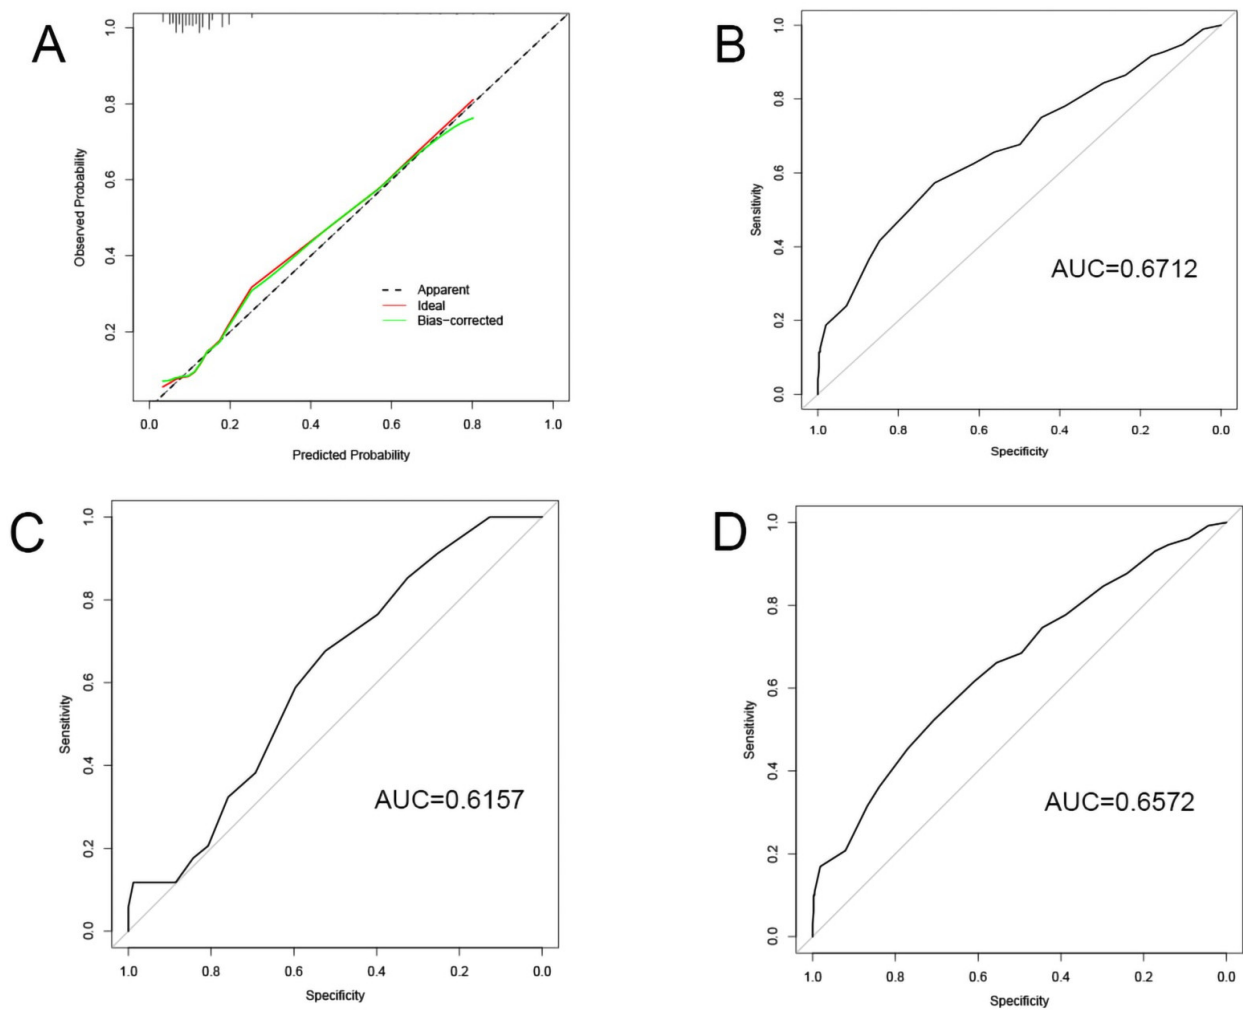 A
1.0
0.8
0.6
0.4
0.2
Observed Probability
Apparent
Ideal
Bias-corrected
0.0 0.2 0.4 0.6 0.8 1.0
Predicted Probability
B
1.0
0.8
0.6
0.4
0.2
0.0
Sensitivity
AUC=0.6712
1.0 0.8 0.6 0.4 0.2 0.0
Specificity
C
1.0
0.8
0.6
0.4
0.2
0.0
Sensitivity
AUC=0.6157
1.0 0.8 0.6 0.4 0.2 0.0
Specificity
D
1.0
0.8
0.6
0.4
0.2
0.0
Sensitivity
AUC=0.6572
1.0 0.8 0.6 0.4 0.2 0.0
Specificity